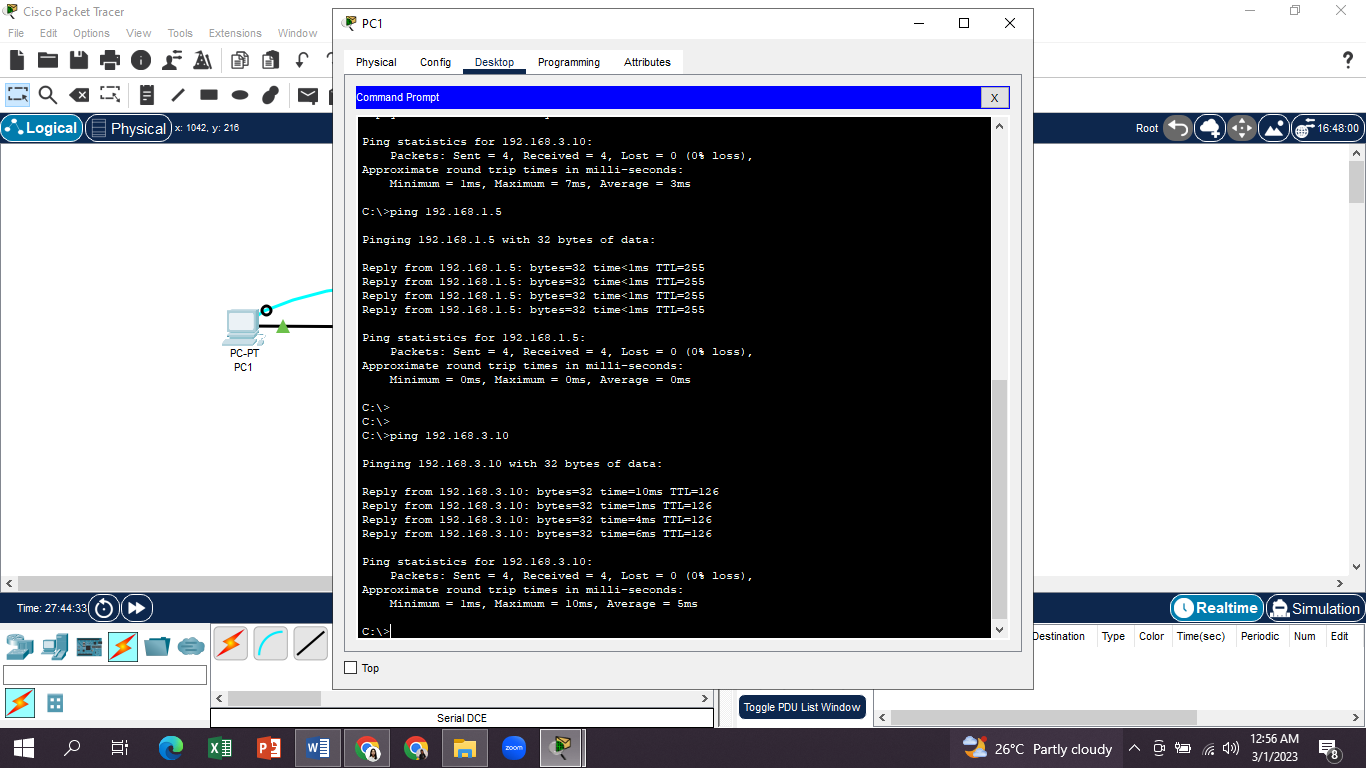 Cisco Packet Tracer
File Edit Options View Tools Extensions Window
Logical Physical x: 1042, y: 216
Root 16:48:00
PC-PT
PC1
PC1
Physical Config Desktop Programming Attributes
Command Prompt X
Ping statistics for 192.168.3.10:
Packets: Sent = 4, Received = 4, Lost = 0 (0% loss),
Approximate round trip times in milli-seconds:
Minimum = 1ms, Maximum = 7ms, Average = 3ms
C:\>ping 192.168.1.5
Pinging 192.168.1.5 with 32 bytes of data:
Reply from 192.168.1.5: bytes=32 time<1ms TTL=255
Reply from 192.168.1.5: bytes=32 time<1ms TTL=255
Reply from 192.168.1.5: bytes=32 time<1ms TTL=255
Reply from 192.168.1.5: bytes=32 time<1ms TTL=255
Ping statistics for 192.168.1.5:
Packets: Sent = 4, Received = 4, Lost = 0 (0% loss),
Approximate round trip times in milli-seconds:
Minimum = 0ms, Maximum = 0ms, Average = 0ms
C:\>
C:\>
C:\>ping 192.168.3.10
Pinging 192.168.3.10 with 32 bytes of data:
Reply from 192.168.3.10: bytes=32 time=10ms TTL=126
Reply from 192.168.3.10: bytes=32 time=1ms TTL=126
Reply from 192.168.3.10: bytes=32 time=4ms TTL=126
Reply from 192.168.3.10: bytes=32 time=6ms TTL=126
Ping statistics for 192.168.3.10:
Packets: Sent = 4, Received = 4, Lost = 0 (0% loss),
Approximate round trip times in milli-seconds:
Minimum = 1ms, Maximum = 10ms, Average = 5ms
C:\>
Top
Time: 27:44:33
Realtime Simulation
Destination Type Color Time(sec) Periodic Num Edit
Toggle PDU List Window
Serial DCE
zoom
26°C Partly cloudy
12:56 AM
3/1/2023
8